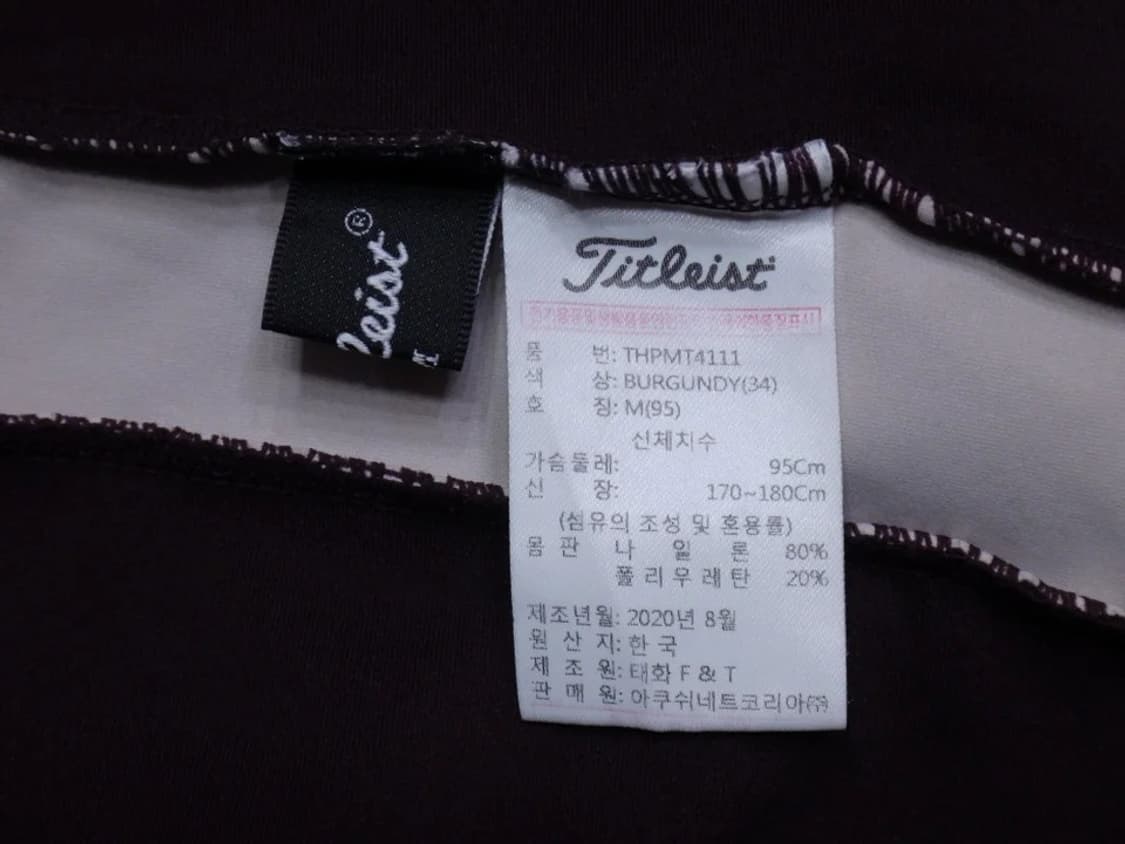 leist®
M
Titleist
품 번: THPMT4111
색 상: BURGUNDY(34)
호 칭: M(95)
신체치수
가슴둘레: 95Cm
신 장: 170~180Cm
(섬유의 조성 및 혼용률)
몸 판 나 일 론 80%
폴 리 우 레 탄 20%
제조년월: 2020년 8월
원 산 지: 한 국
제 조 원: 태화 F & T
판 매 원: 아쿠쉬네트코리아㈜